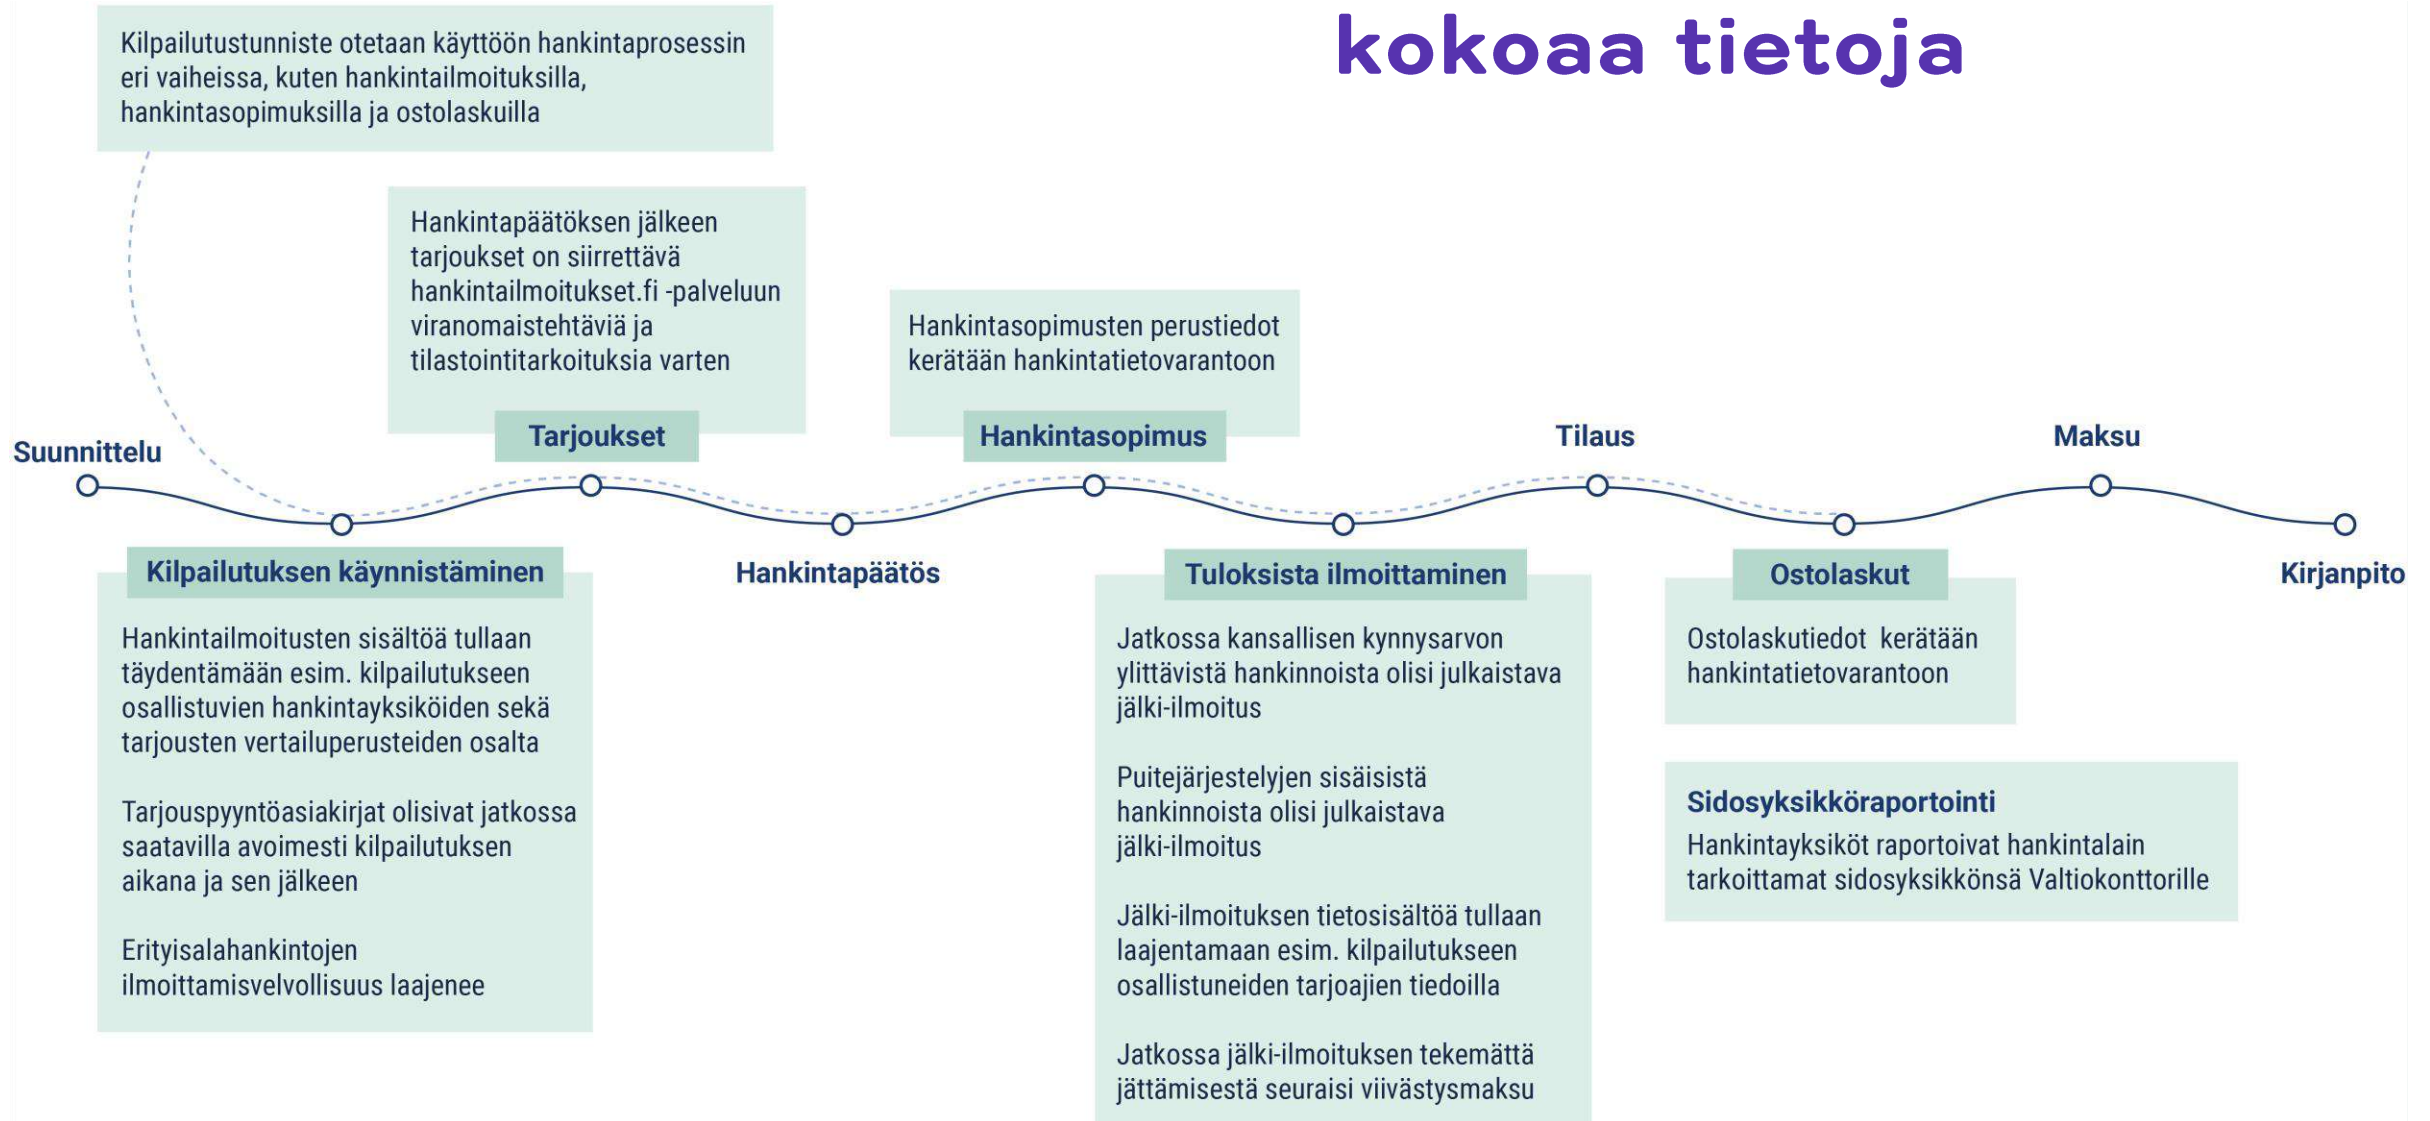 kokoaa tietoja
Kilpailutustunniste otetaan käyttöön hankintaprosessin
eri vaiheissa, kuten hankintailmoituksilla,
hankintasopimuksilla ja ostolaskuilla
Hankintapäätöksen jälkeen
tarjoukset on siirrettävä
hankintailmoitukset.fi -palveluun
viranomaistehtäviä ja
tilastointitarkoituksia varten
Hankintasopimusten perustiedot
kerätään hankintatietovarantoon
Suunnittelu
Tarjoukset
Hankintasopimus
Tilaus
Maksu
Kilpailutuksen käynnistäminen
Hankintapäätös
Tuloksista ilmoittaminen
Ostolaskut
Kirjanpito
Hankintailmoitusten sisältöä tullaan
täydentämään esim. kilpailutukseen
osallistuvien hankintayksiköiden sekä
tarjousten vertailuperusteiden osalta
Tarjouspyyntöasiakirjat olisivat jatkossa
saatavilla avoimesti kilpailutuksen
aikana ja sen jälkeen
Erityisalahankintojen
ilmoittamisvelvollisuus laajenee
Jatkossa kansallisen kynnysarvon
ylittävistä hankinnoista olisi julkaistava
jälki-ilmoitus
Puitejärjestelyjen sisäisistä
hankinnoista olisi julkaistava
jälki-ilmoitus
Jälki-ilmoituksen tietosisältöä tullaan
laajentamaan esim. kilpailutukseen
osallistuneiden tarjoajien tiedoilla
Jatkossa jälki-ilmoituksen tekemättä
jättämisestä seuraisi viivästysmaksu
Ostolaskutiedot kerätään
hankintatietovarantoon
Sidosyksikköraportointi
Hankintayksiköt raportoivat hankintalain
tarkoittamat sidosyksikkönsä Valtiokonttorille